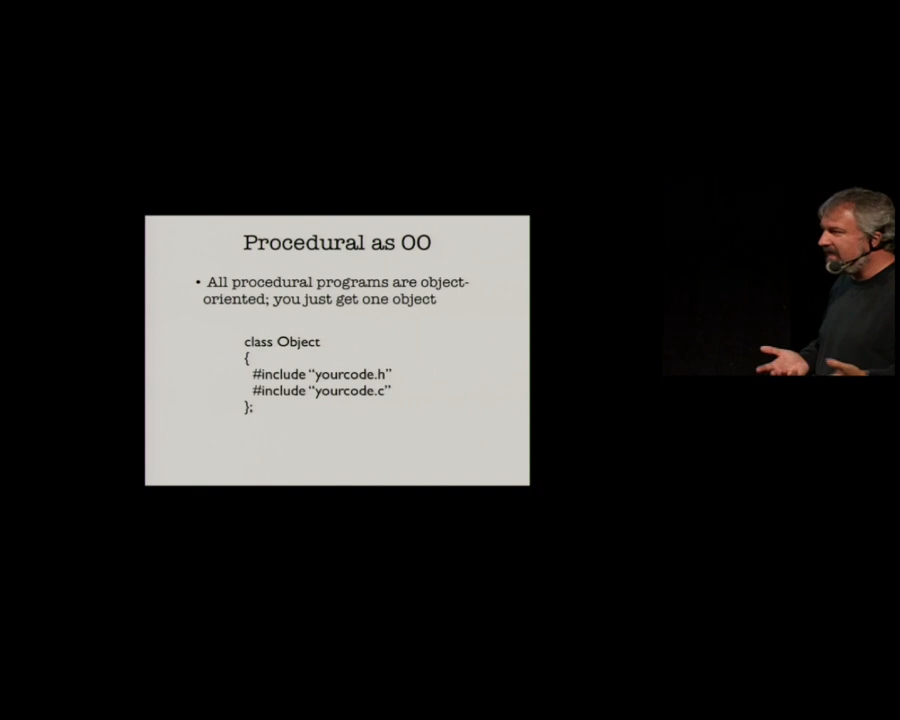 Procedural as OO
• All procedural programs are object-
oriented; you just get one object
class Object
{
#include “yourcode.h”
#include “yourcode.c”
};